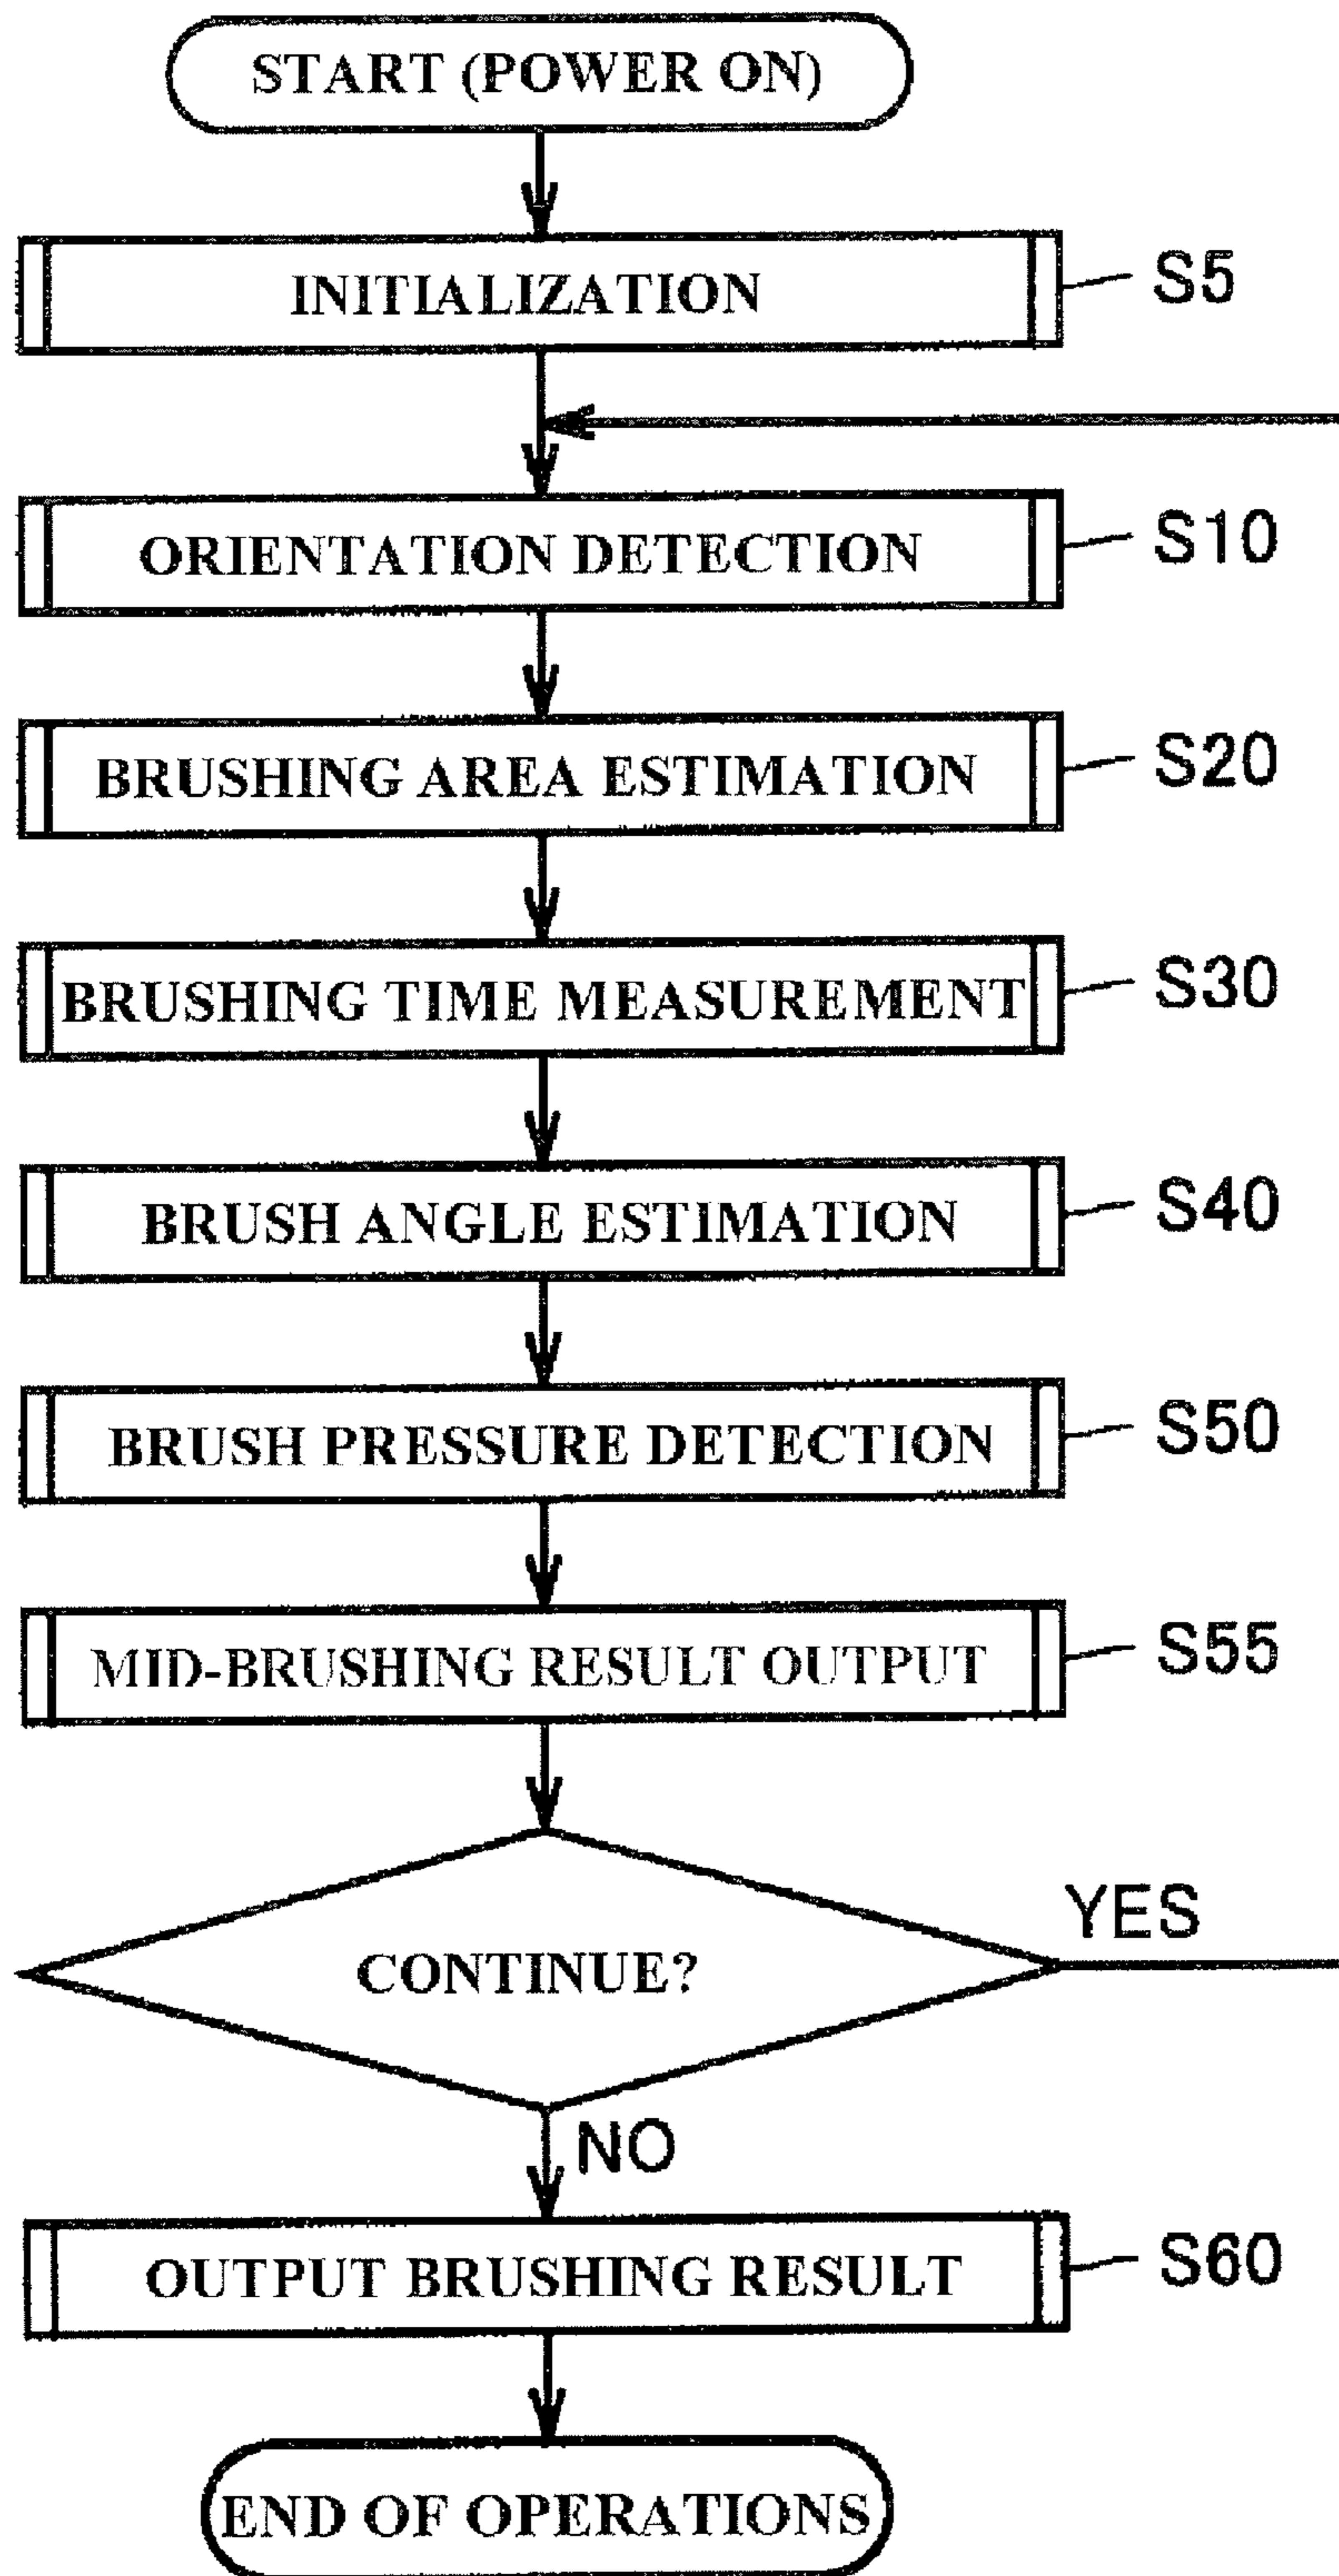 START (POWER ON)
INITIALIZATION S5
ORIENTATION DETECTION S10
BRUSHING AREA ESTIMATION S20
BRUSHING TIME MEASUREMENT S30
BRUSH ANGLE ESTIMATION S40
BRUSH PRESSURE DETECTION S50
MID-BRUSHING RESULT OUTPUT S55
YES
CONTINUE?
NO
OUTPUT BRUSHING RESULT S60
END OF OPERATIONS